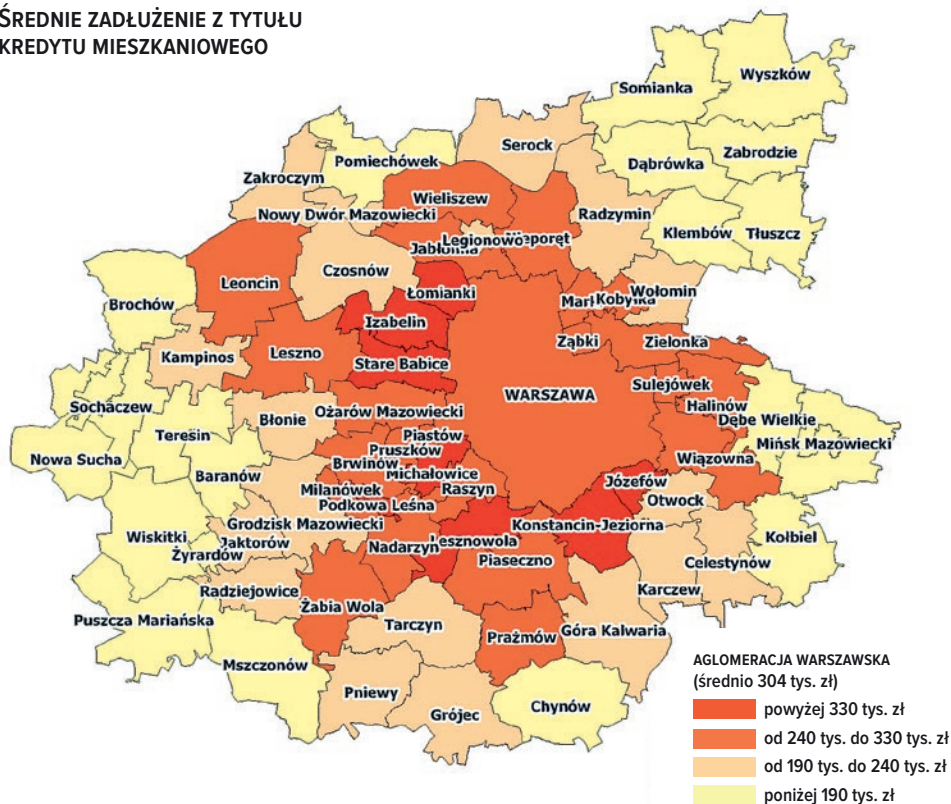 ŚREDNIE ZADŁUŻENIE Z TYTUŁU
KREDYTU MIESZKANIOWEGO
Somianka
Wyszków
Serock
Zabrodzie
Pomiechówek
Dąbrówka
Zakroczym
Wieliszew
Nowy Dwór Mazowiecki
Radzymin
Klembów
Tłuszcz
Legionowo
Nieporęt
Jabłonna
Czosnów
Leoncin
Łomianki
Wołomin
Kobyłka
Brochów
Izabelin
Ząbki
Zielonka
Kampinos
Leszno
Stare Babice
Sulejówek
WARSZAWA
Sochaczew
Halinów
Ożarów Mazowiecki
Błonie
Dębe Wielkie
Teresin
Piastów
Mińsk Mazowiecki
Pruszków
Nowa Sucha
Brwinów
Wiązowna
Michałowice
Baranów
Józefów
Milanówek
Raszyn
Otwock
Podkowa Leśna
Grodzisk Mazowiecki
Konstancin-Jeziorna
Wiskitki
Jaktorów
Lesznowola
Kołbiel
Nadarzyn
Żyrardów
Piaseczno
Celestynów
Radziejowice
Karczew
Żabia Wola
Puszcza Mariańska
Tarczyn
Prażmów
Góra Kalwaria
Mszczonów
Pniewy
Chynów
Grójec
AGLOMERACJA WARSZAWSKA
(średnio 304 tys. zł)
powyżej 330 tys. zł
od 240 tys. do 330 tys. zł
od 190 tys. do 240 tys. zł
poniżej 190 tys. zł